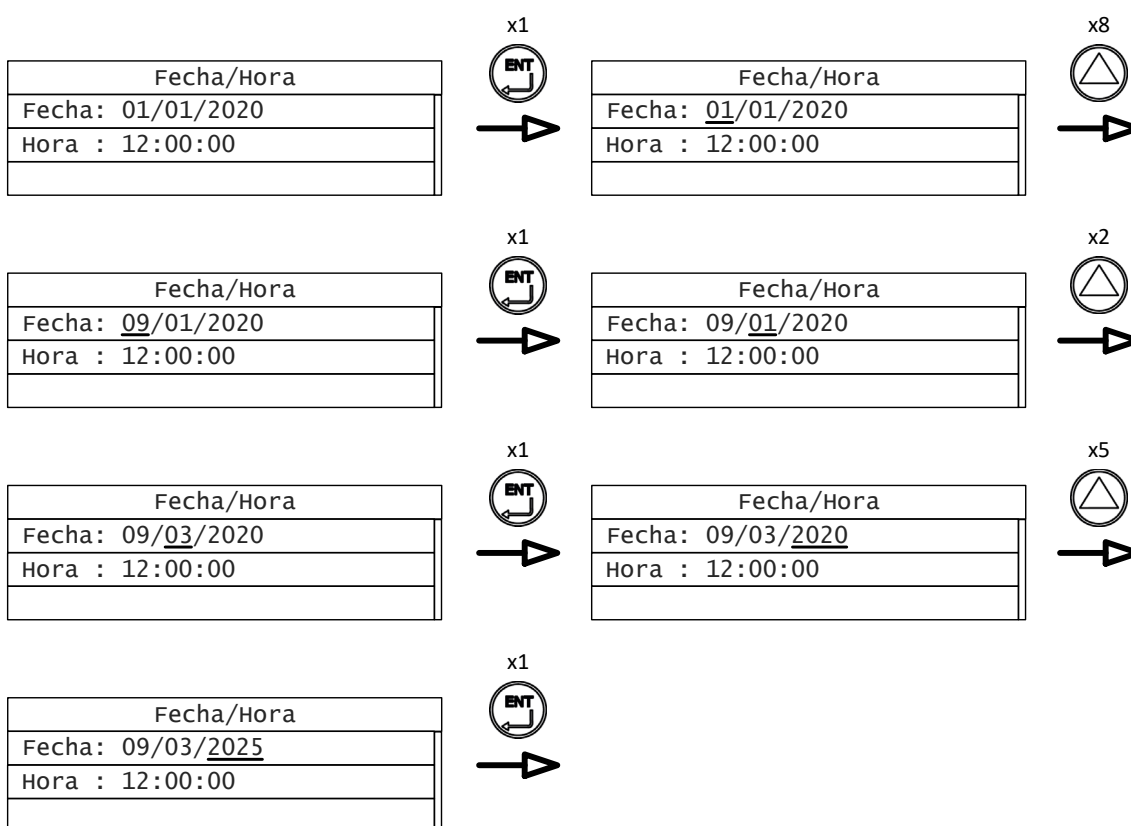 x1
x8
ENT
Fecha/Hora
Fecha: 01/01/2020
Hora : 12:00:00
Fecha/Hora
Fecha: 01/01/2020
Hora : 12:00:00
x1
x2
ENT
Fecha/Hora
Fecha: 09/01/2020
Hora : 12:00:00
Fecha/Hora
Fecha: 09/01/2020
Hora : 12:00:00
x1
x5
ENT
Fecha/Hora
Fecha: 09/03/2020
Hora : 12:00:00
Fecha/Hora
Fecha: 09/03/2020
Hora : 12:00:00
x1
ENT
Fecha/Hora
Fecha: 09/03/2025
Hora : 12:00:00